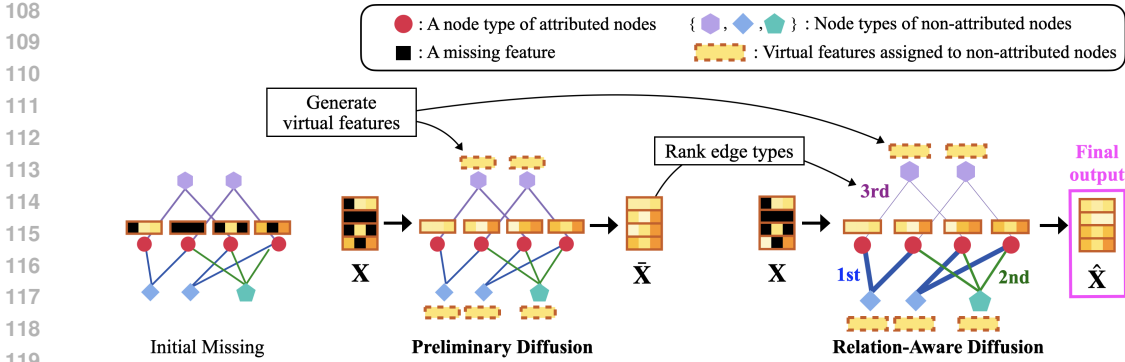 108
109
110
111
112
113
114
115
116
117
118
119
: A node type of attributed nodes
{ , , } : Node types of non-attributed nodes
: A missing feature
: Virtual features assigned to non-attributed nodes
Generate
virtual features
Rank edge types
Final
output
3rd
1st
2nd
X
X̄
X
X̂
Initial Missing
Preliminary Diffusion
Relation-Aware Diffusion